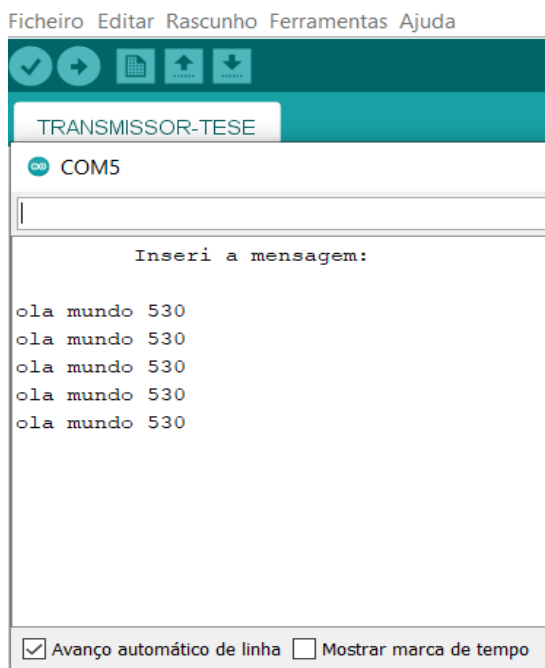 Ficheiro Editar Rascunho Ferramentas Ajuda
TRANSMISSOR-TESE
COM5
Inseri a mensagem:
ola mundo 530
ola mundo 530
ola mundo 530
ola mundo 530
ola mundo 530
Avanço automático de linha Mostrar marca de tempo